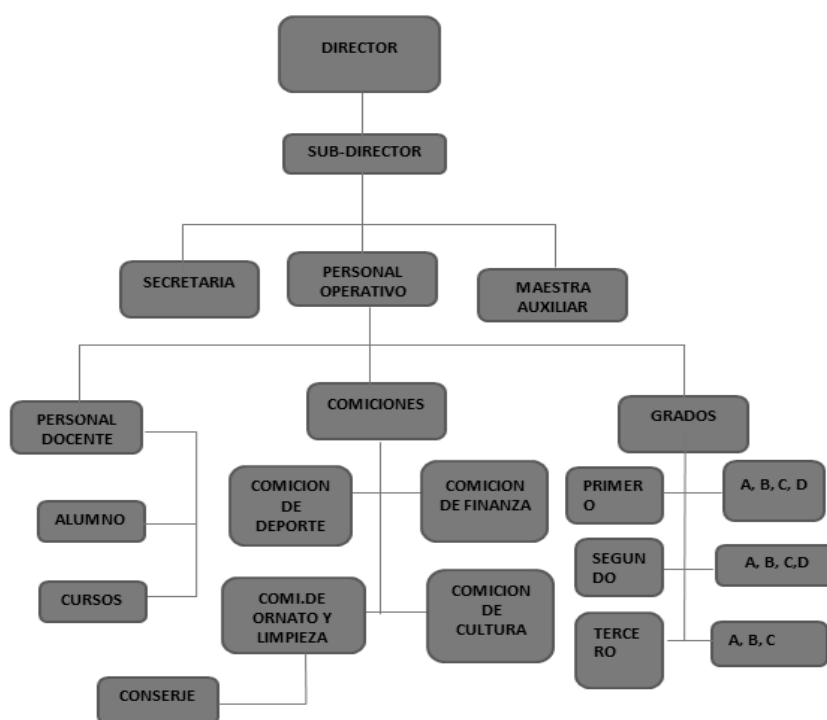 DIRECTOR
SUB-DIRECTOR
SECRETARIA
PERSONAL
OPERATIVO
MAESTRA
AUXILIAR
PERSONAL
DOCENTE
COMICIONES
GRADOS
ALUMNO
CURSOS
COMICION
DE
DEPORTE
COMICION
DE FINANZA
COMI.DE
ORNATO Y
LIMPIEZA
COMICION
DE
CULTURA
CONSERJE
PRIMER
O
A, B, C, D
SEGUN
DO
A, B, C,D
TERCE
RO
A, B, C